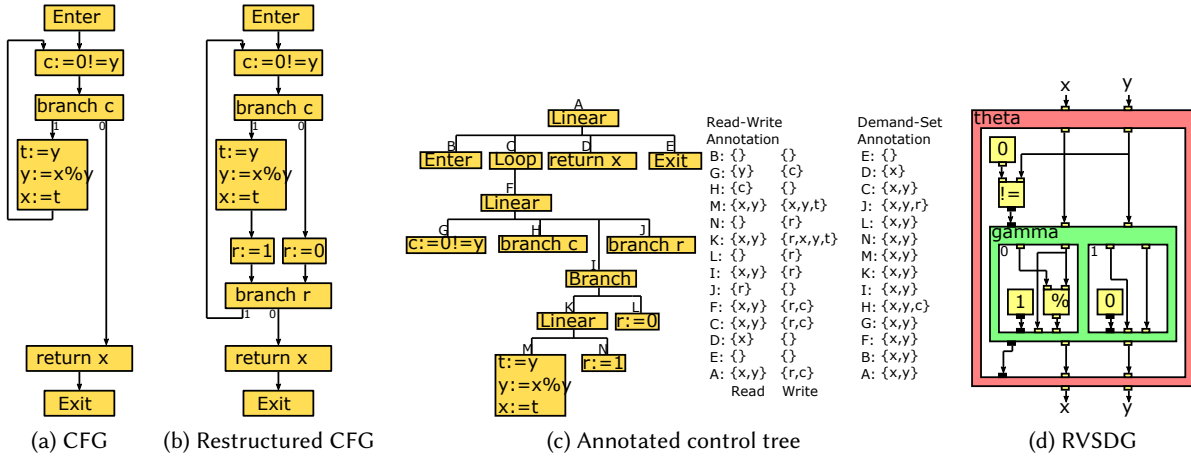 Enter
c:=0!=y
branch c
1 0
t:=y
y:=x%y
x:=t
return x
Exit
(a) CFG
Enter
c:=0!=y
branch c
1 0
t:=y
y:=x%y
x:=t
r:=1 r:=0
branch r
1 0
return x
Exit
(b) Restructured CFG
A
Linear
B C D E
Enter Loop return x Exit
F
Linear
G H J
c:=0!=y branch c branch r
I
Branch
K L
Linear r:=0
M N
t:=y r:=1
y:=x%y
x:=t
Read-Write
Annotation
B: {} {}
G: {y} {c}
H: {c} {}
M: {x,y} {x,y,t}
N: {} {r}
K: {x,y} {r,x,y,t}
L: {} {r}
I: {x,y} {r}
J: {r} {}
F: {x,y} {r,c}
C: {x,y} {r,c}
D: {x} {}
E: {} {}
A: {x,y} {r,c}
Read Write
Demand-Set
Annotation
E: {}
D: {x}
C: {x,y}
J: {x,y,r}
L: {x,y}
N: {x,y}
M: {x,y}
K: {x,y}
I: {x,y}
H: {x,y,c}
G: {x,y}
F: {x,y}
B: {x,y}
A: {x,y}
(c) Annotated control tree
x y
theta
0
!=
gamma
0 1
1 % 0
x y
(d) RVSDG